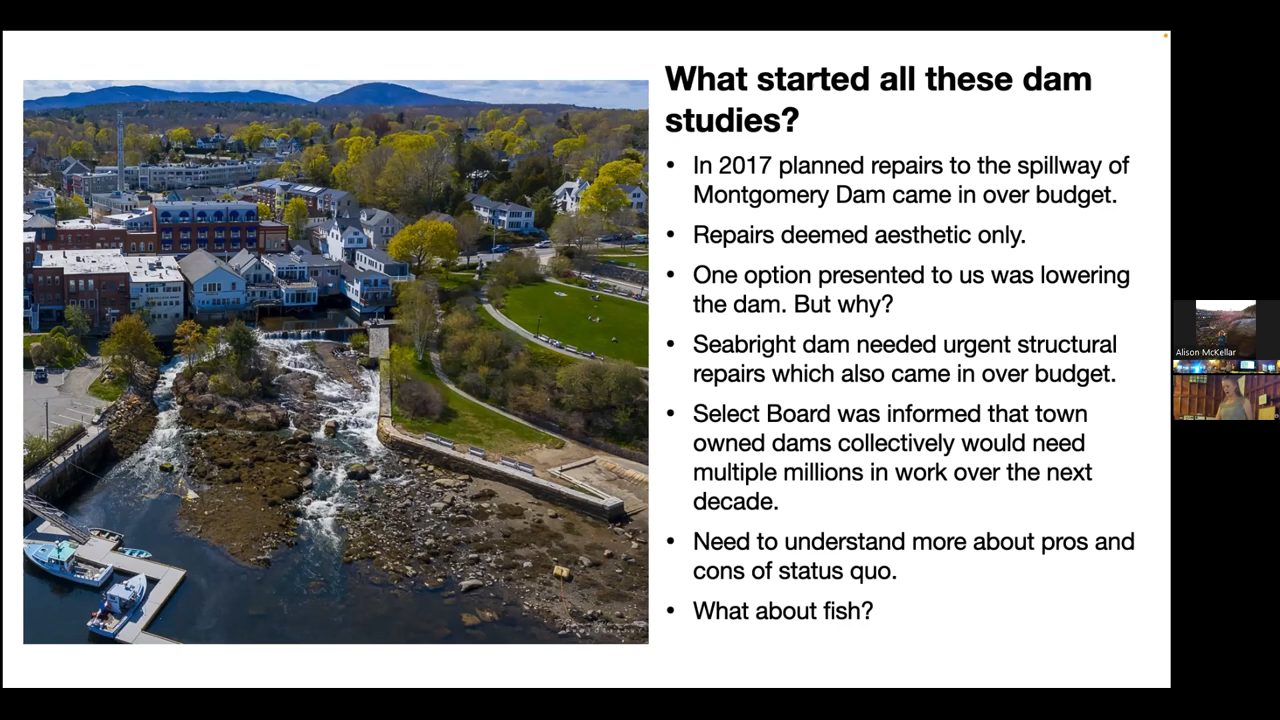 What started all these dam
studies?
• In 2017 planned repairs to the spillway of
Montgomery Dam came in over budget.
• Repairs deemed aesthetic only.
• One option presented to us was lowering
the dam. But why?
• Seabright dam needed urgent structural
repairs which also came in over budget.
• Select Board was informed that town
owned dams collectively would need
multiple millions in work over the next
decade.
• Need to understand more about pros and
cons of status quo.
• What about fish?
Alison McKellar